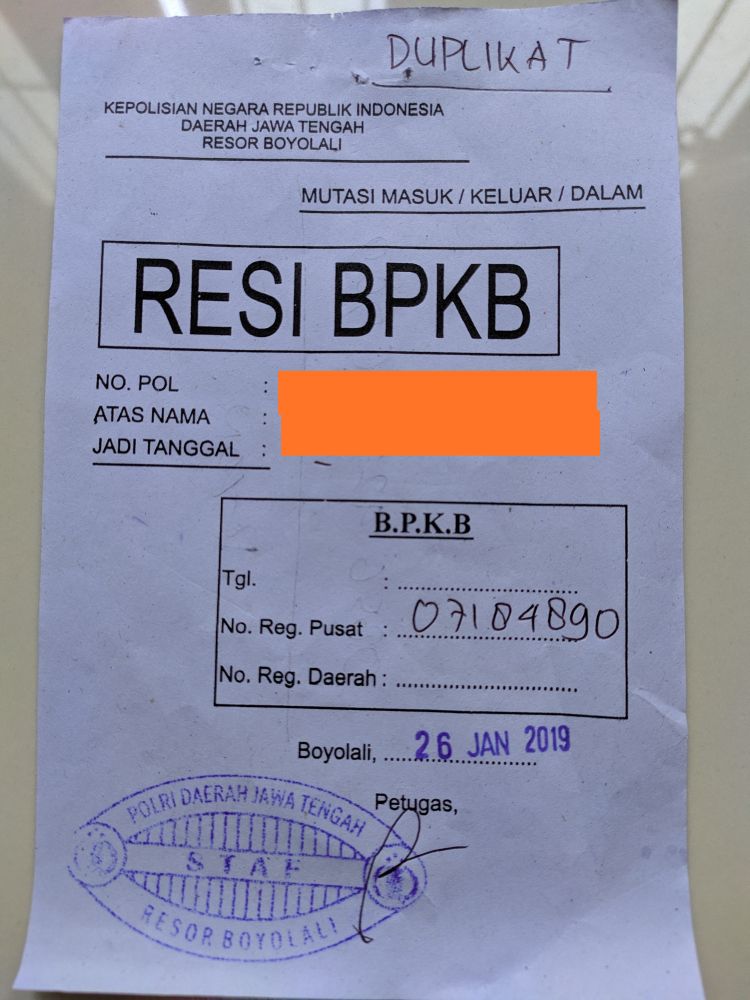 DUPLIKAT
KEPOLISIAN NEGARA REPUBLIK INDONESIA
DAERAH JAWA TENGAH
RESOR BOYOLALI
MUTASI MASUK / KELUAR / DALAM
RESI BPKB
NO. POL :
ATAS NAMA :
JADI TANGGAL :
B.P.K.B
Tgl. : ..............................
No. Reg. Pusat : 07184890
No. Reg. Daerah : ..............................
Boyolali, 26 JAN 2019
Petugas,
POLRI DAERAH JAWA TENGAH
STAF
RESOR BOYOLALI